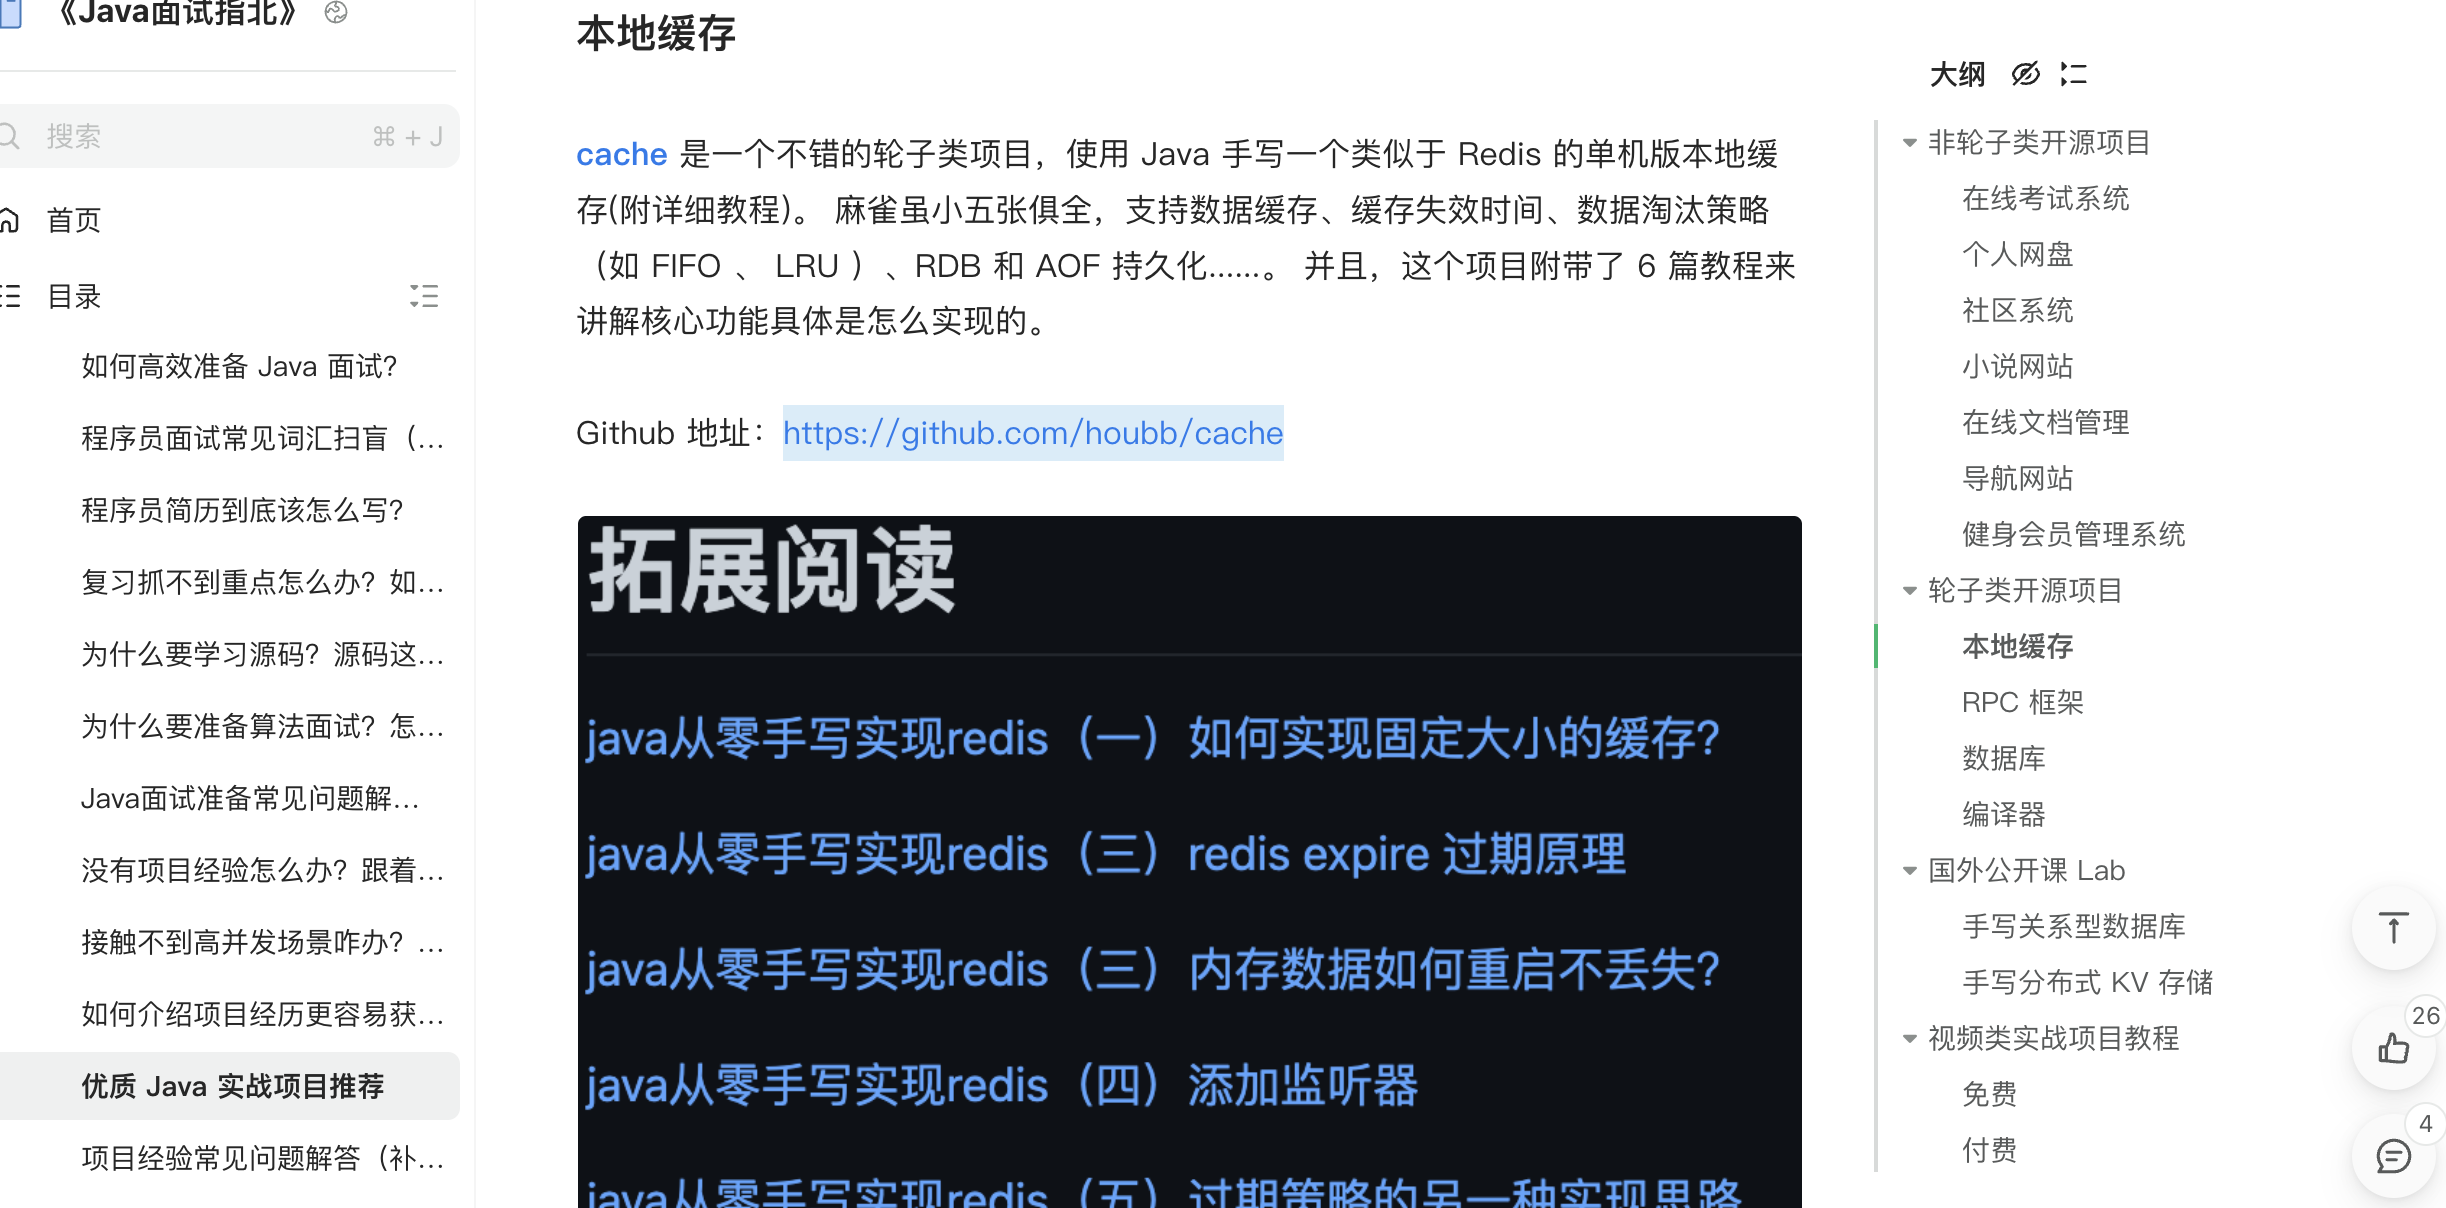 《Java面试指北》
搜索
⌘ + J
首页
目录
如何高效准备 Java 面试？
程序员面试常见词汇扫盲（...
程序员简历到底该怎么写？
复习抓不到重点怎么办？如...
为什么要学习源码？源码这...
为什么要准备算法面试？怎...
Java面试准备常见问题解...
没有项目经验怎么办？跟着...
接触不到高并发场景咋办？...
如何介绍项目经历更容易获...
优质 Java 实战项目推荐
项目经验常见问题解答（补...
本地缓存
cache 是一个不错的轮子类项目，使用 Java 手写一个类似于 Redis 的单机版本地缓
存(附详细教程)。 麻雀虽小五张俱全，支持数据缓存、缓存失效时间、数据淘汰策略
（如 FIFO 、 LRU ） 、RDB 和 AOF 持久化......。 并且，这个项目附带了 6 篇教程来
讲解核心功能具体是怎么实现的。
Github 地址：https://github.com/houbb/cache
拓展阅读
java从零手写实现redis（一）如何实现固定大小的缓存？
java从零手写实现redis（三）redis expire 过期原理
java从零手写实现redis（三）内存数据如何重启不丢失？
java从零手写实现redis（四）添加监听器
java从零手写实现redis（五）过期策略的另一种实现思路
大纲
非轮子类开源项目
在线考试系统
个人网盘
社区系统
小说网站
在线文档管理
导航网站
健身会员管理系统
轮子类开源项目
本地缓存
RPC 框架
数据库
编译器
国外公开课 Lab
手写关系型数据库
手写分布式 KV 存储
视频类实战项目教程
免费
付费
26
4